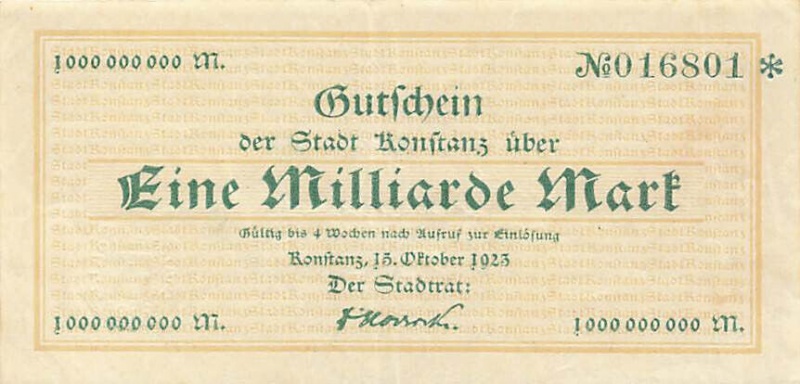 1000000000 M.
№016801 *
Gutſchein
der Stadt Konſtanz über
Eine Milliarde Mark
Gültig bis 4 Wochen nach Aufruf zur Einlöſung
Konſtanz, 15. Oktober 1923
Der Stadtrat:
1000000000 M.
1000000000 M.